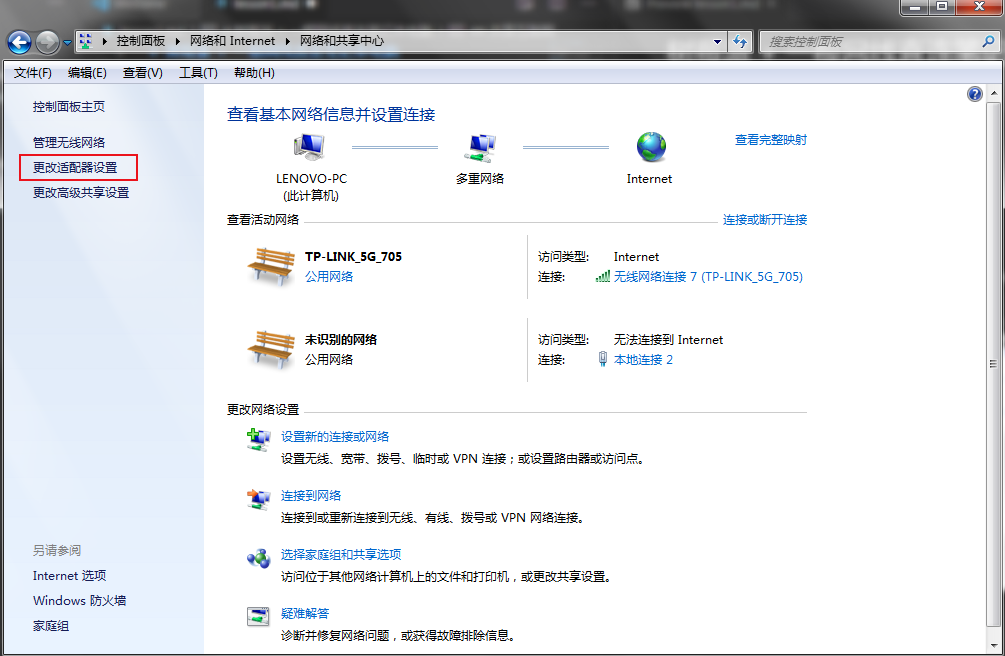 控制面板 网络和 Internet 网络和共享中心 搜索控制面板
文件(F) 编辑(E) 查看(V) 工具(T) 帮助(H)
控制面板主页
管理无线网络
更改适配器设置
更改高级共享设置
查看基本网络信息并设置连接
查看完整映射
LENOVO-PC
(此计算机)
多重网络
Internet
查看活动网络
连接或断开连接
TP-LINK_5G_705
公用网络
访问类型: Internet
连接: 无线网络连接 7 (TP-LINK_5G_705)
未识别的网络
公用网络
访问类型: 无法连接到 Internet
连接: 本地连接 2
更改网络设置
设置新的连接或网络
设置无线、宽带、拨号、临时或 VPN 连接；或设置路由器或访问点。
连接到网络
连接到或重新连接到无线、有线、拨号或 VPN 网络连接。
选择家庭组和共享选项
访问位于其他网络计算机上的文件和打印机，或更改共享设置。
疑难解答
诊断并修复网络问题，或获得故障排除信息。
另请参阅
Internet 选项
Windows 防火墙
家庭组